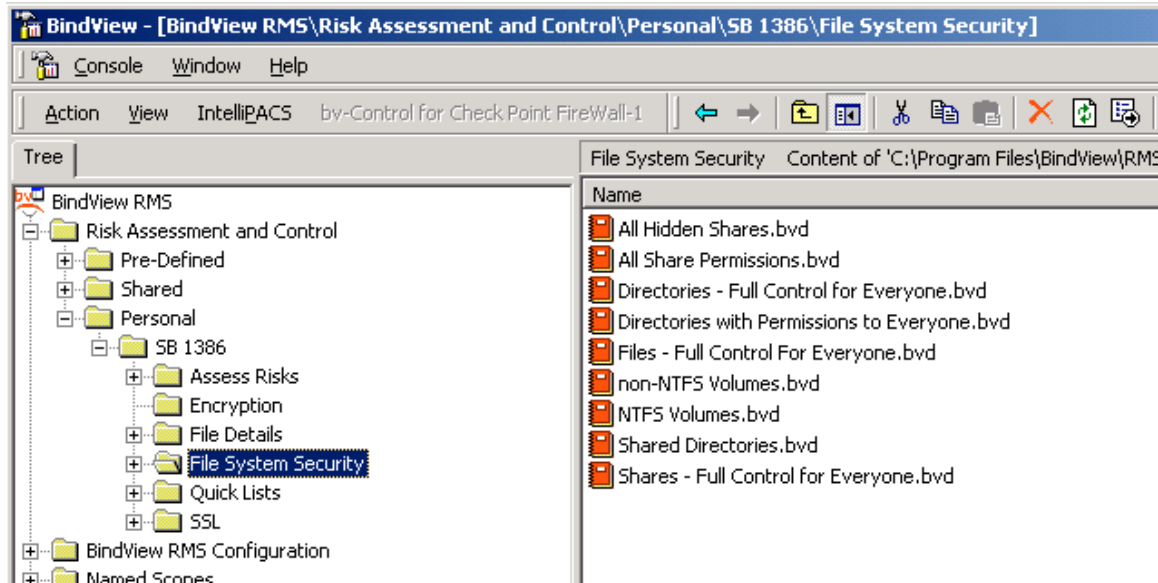 BindView - [BindView RMS\Risk Assessment and Control\Personal\SB 1386\File System Security]
Console Window Help
Action View IntelliPACS bv-Control for Check Point FireWall-1
Tree
File System Security Content of 'C:\Program Files\BindView\RMS
Name
bv
BindView RMS
Risk Assessment and Control
Pre-Defined
Shared
Personal
SB 1386
Assess Risks
Encryption
File Details
File System Security
Quick Lists
SSL
BindView RMS Configuration
Named Scopes
All Hidden Shares.bvd
All Share Permissions.bvd
Directories - Full Control for Everyone.bvd
Directories with Permissions to Everyone.bvd
Files - Full Control For Everyone.bvd
non-NTFS Volumes.bvd
NTFS Volumes.bvd
Shared Directories.bvd
Shares - Full Control for Everyone.bvd